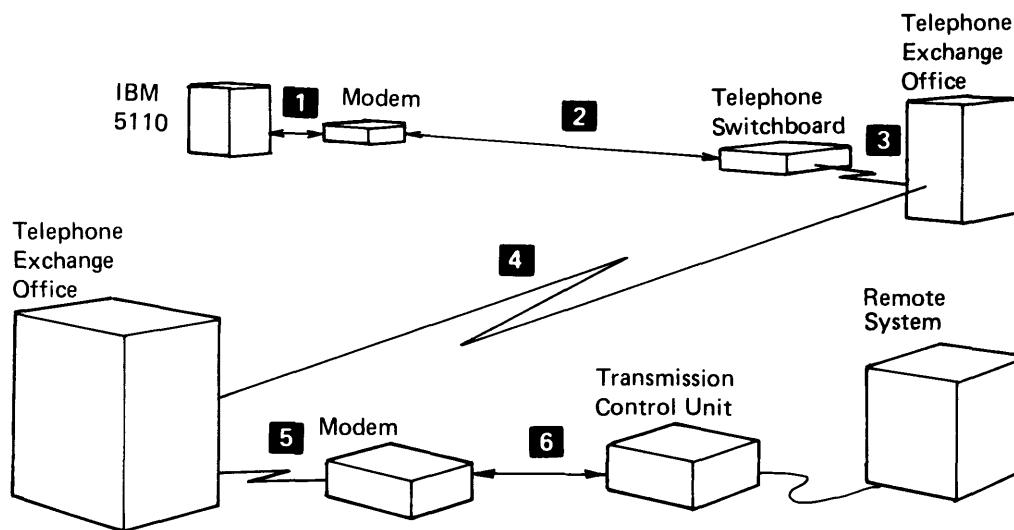 Telephone
Exchange
Office
IBM
5110
1
Modem
2
Telephone
Switchboard
3
Telephone
Exchange
Office
4
Remote
System
Transmission
Control Unit
5
Modem
6